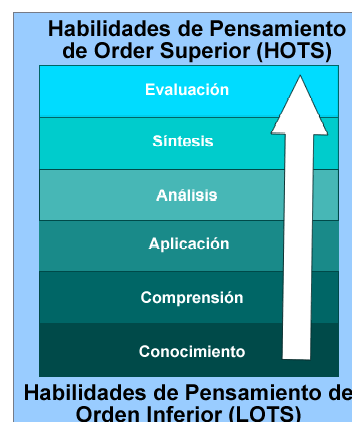 Habilidades de Pensamiento
de Order Superior (HOTS)
Evaluación
Síntesis
Análisis
Aplicación
Comprensión
Conocimiento
Habilidades de Pensamiento de
Orden Inferior (LOTS)